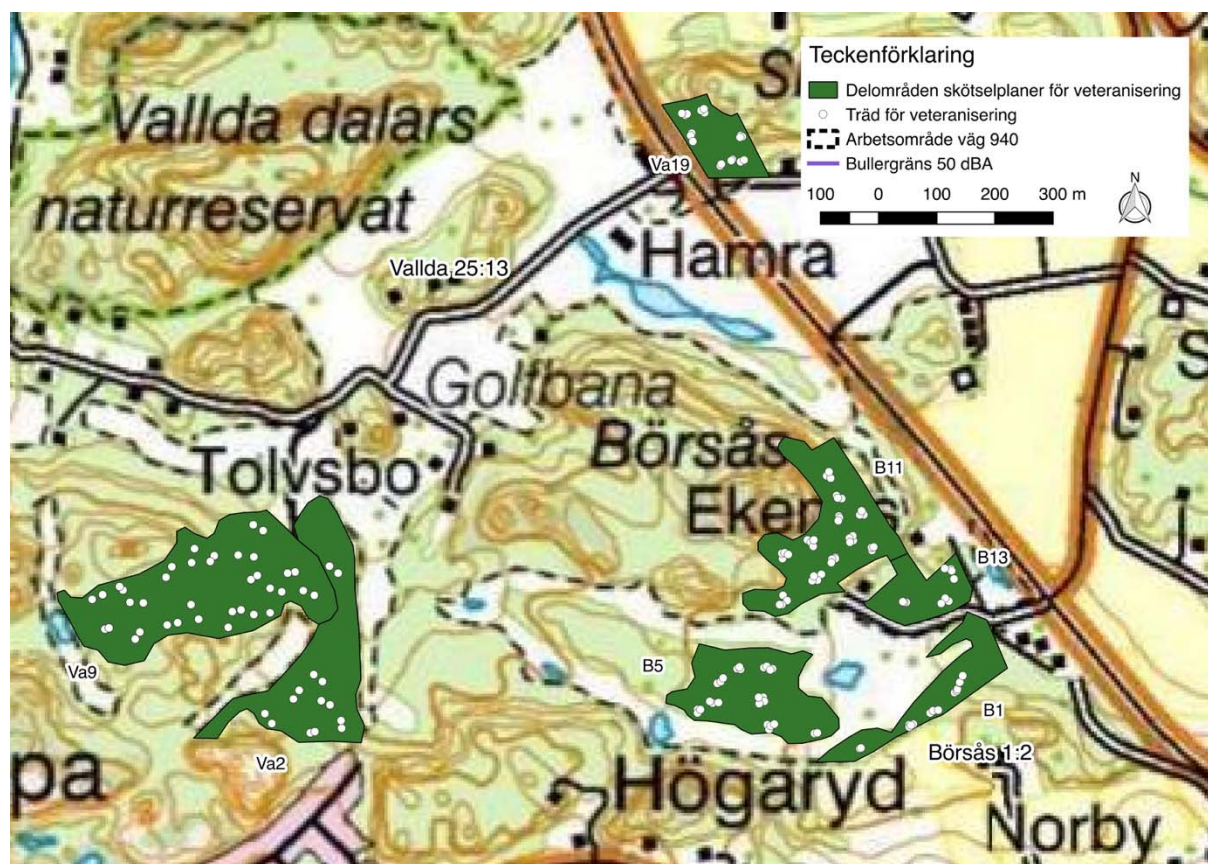 Teckenförklaring
Delområden skötselplaner för veteranisering
Träd för veteranisering
Arbetsområde väg 940
Bullergräns 50 dBA
100 0 100 200 300 m
N
Vallda dalars
naturreservat
Va19
Vallda 25:13
Hamra
Golfbana
Börsås
Tolvsbo
B11
B13
Va9
B5
B1
Va2
Börsås 1:2
Högaryd
Norby